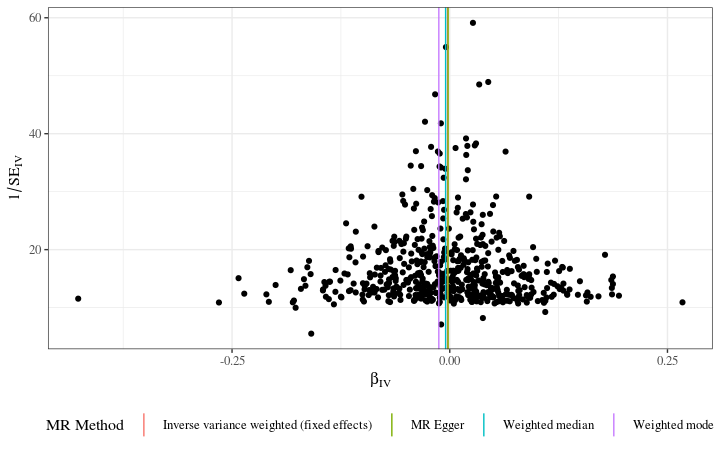 60
40
20
1/SE_IV
-0.25
0.00
0.25
β_IV
MR Method
Inverse variance weighted (fixed effects)
MR Egger
Weighted median
Weighted mode